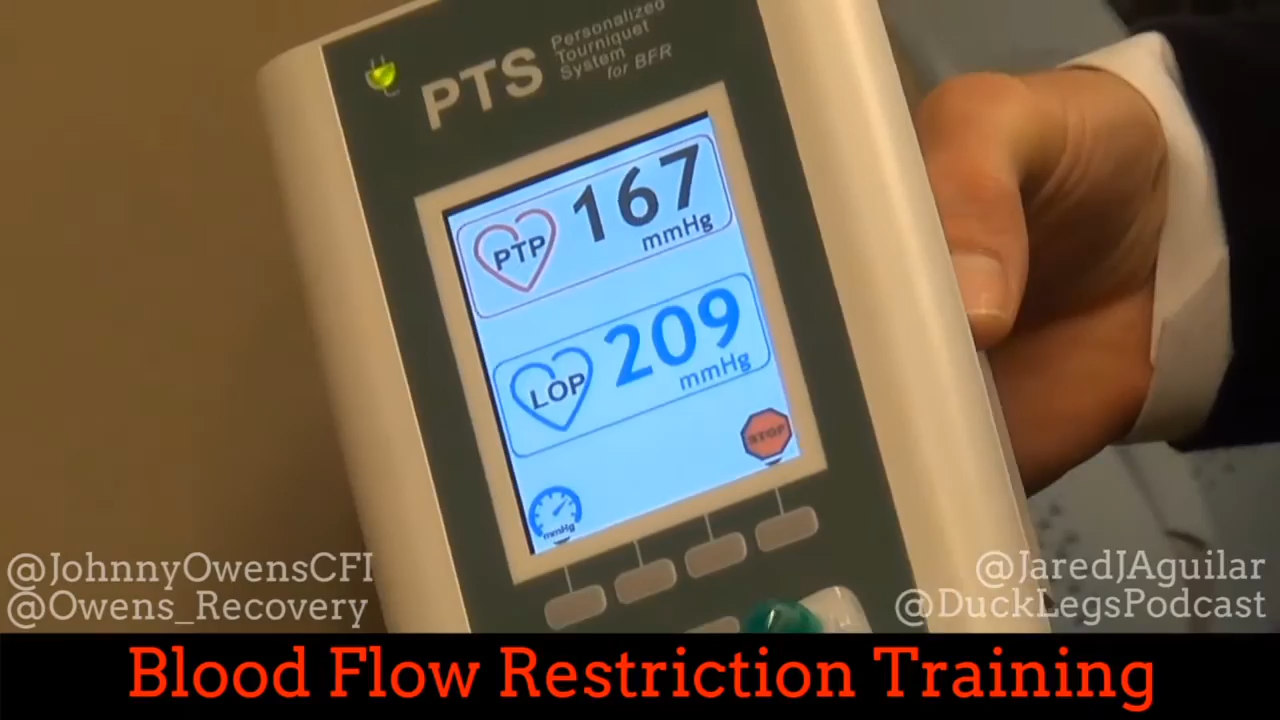 PTS
Personalized
Tourniquet
System
for BFR
PTP
167
mmHg
LOP
209
mmHg
STOP
mmHg
@JohnnyOwensCFI
@Owens_Recovery
@JaredJAguilar
@DuckLegsPodcast
Blood Flow Restriction Training